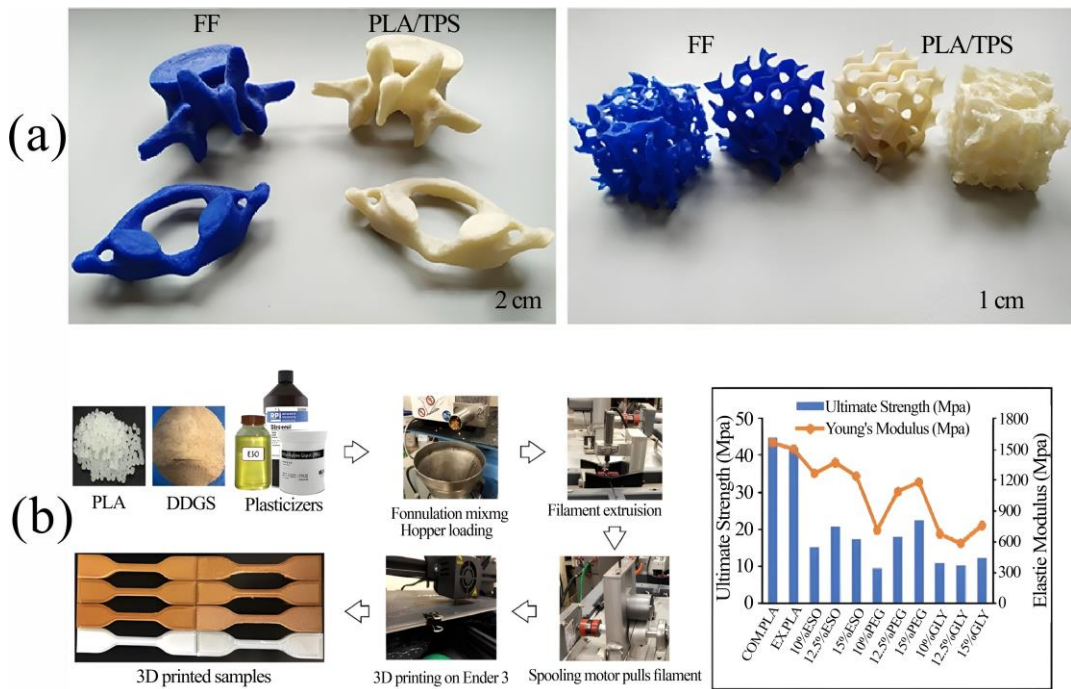 (a)
FF
PLA/TPS
2 cm
FF
PLA/TPS
1 cm
(b)
PLA
DDGS
ESO
RPI
Plasticizers
Fonnulation mixmg
Hopper loading
Filament extruision
Spooling motor pulls filament
3D printing on Ender 3
3D printed samples
Ultimate Strength (Mpa)
Young's Modulus (Mpa)
Ultimate Strength (Mpa)
50
40
30
20
10
0
1800
1500
1200
900
600
300
0
Elastic Modulus (Mpa)
COM.PLA
EX.PLA
10%ESO
12.5%ESO
15%ESO
10%PEG
12.5%PEG
15%PEG
10%GLY
12.5%GLY
15%GLY